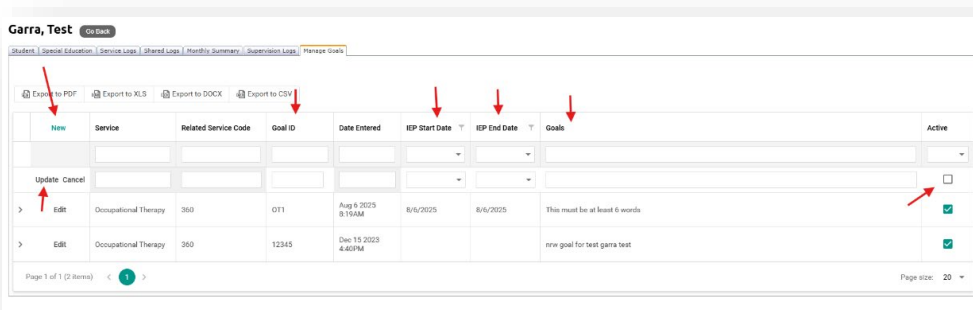 Garra, Test Go Back
Student Special Education Service Logs Shared Logs Monthly Summary Supervision Logs Manage Goals
Export to PDF Export to XLS Export to DOCX Export to CSV
New Service Related Service Code Goal ID Date Entered IEP Start Date IEP End Date Goals Active
Update Cancel
Edit Occupational Therapy 360 OT1 Aug 6 2025 8:19AM 8/6/2025 8/6/2025 This must be at least 6 words
Edit Occupational Therapy 360 12345 Dec 15 2023 4:40PM nrw goal for test garra test
Page 1 of 1 (2 items) < 1 > Page size: 20